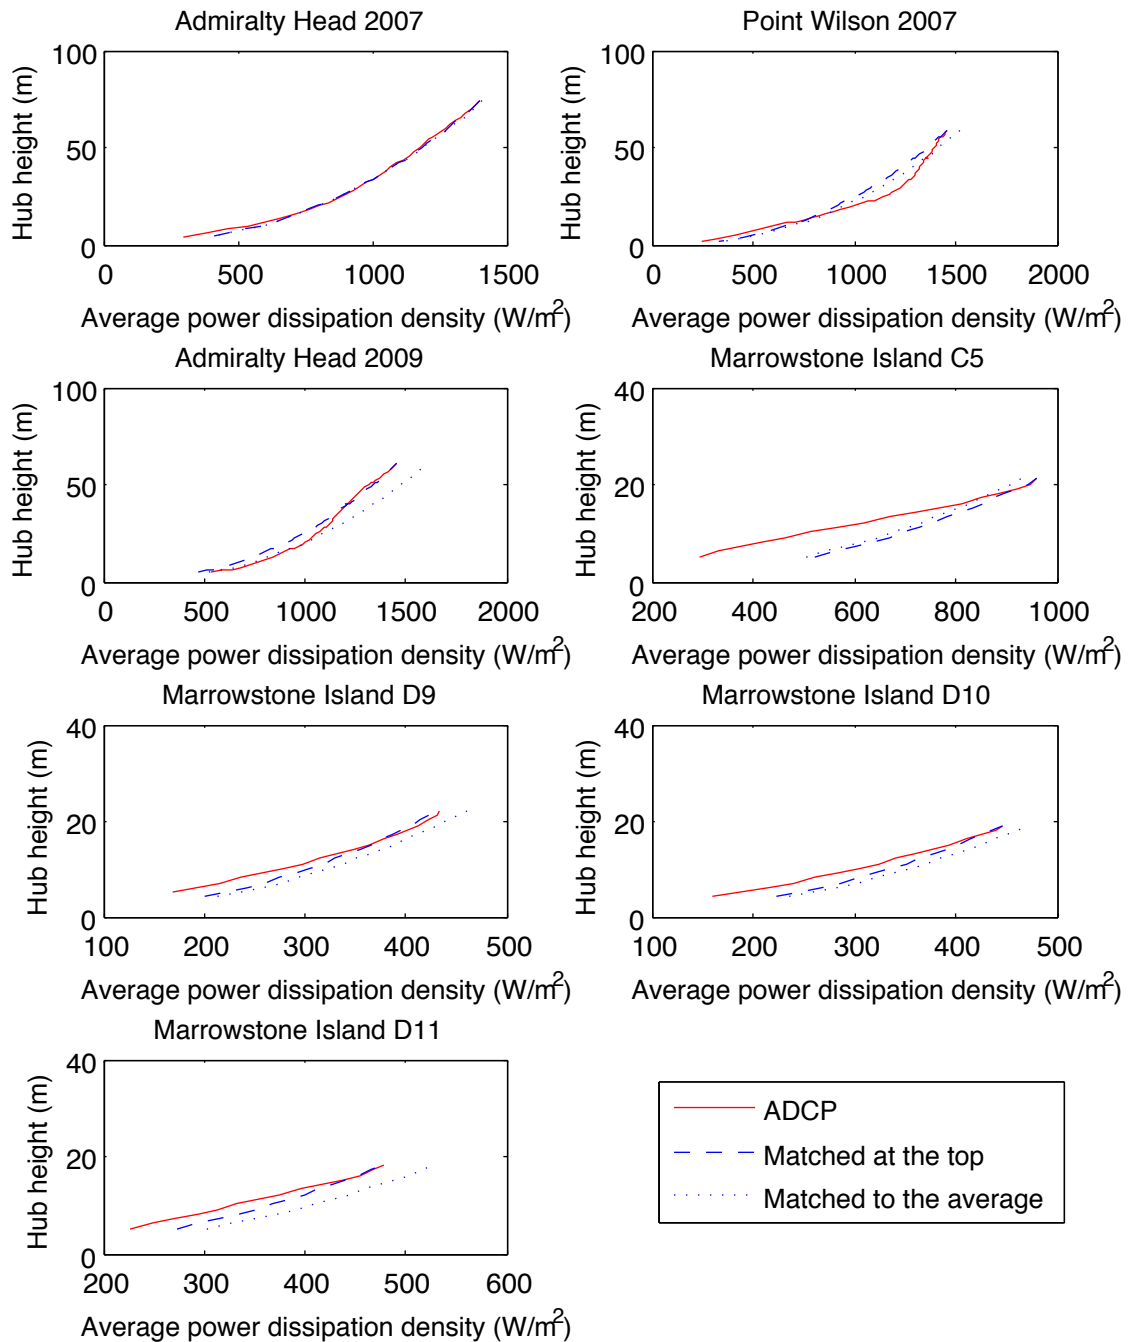 Admiralty Head 2007
100
50
0
Hub height (m)
0 500 1000 1500
Average power dissipation density (W/m²)
Point Wilson 2007
100
50
0
Hub height (m)
0 500 1000 1500 2000
Average power dissipation density (W/m²)
Admiralty Head 2009
100
50
0
Hub height (m)
0 500 1000 1500 2000
Average power dissipation density (W/m²)
Marrowstone Island C5
40
20
0
Hub height (m)
200 400 600 800 1000
Average power dissipation density (W/m²)
Marrowstone Island D9
40
20
0
Hub height (m)
100 200 300 400 500
Average power dissipation density (W/m²)
Marrowstone Island D10
40
20
0
Hub height (m)
100 200 300 400 500
Average power dissipation density (W/m²)
Marrowstone Island D11
40
20
0
Hub height (m)
200 300 400 500 600
Average power dissipation density (W/m²)
ADCP
Matched at the top
Matched to the average